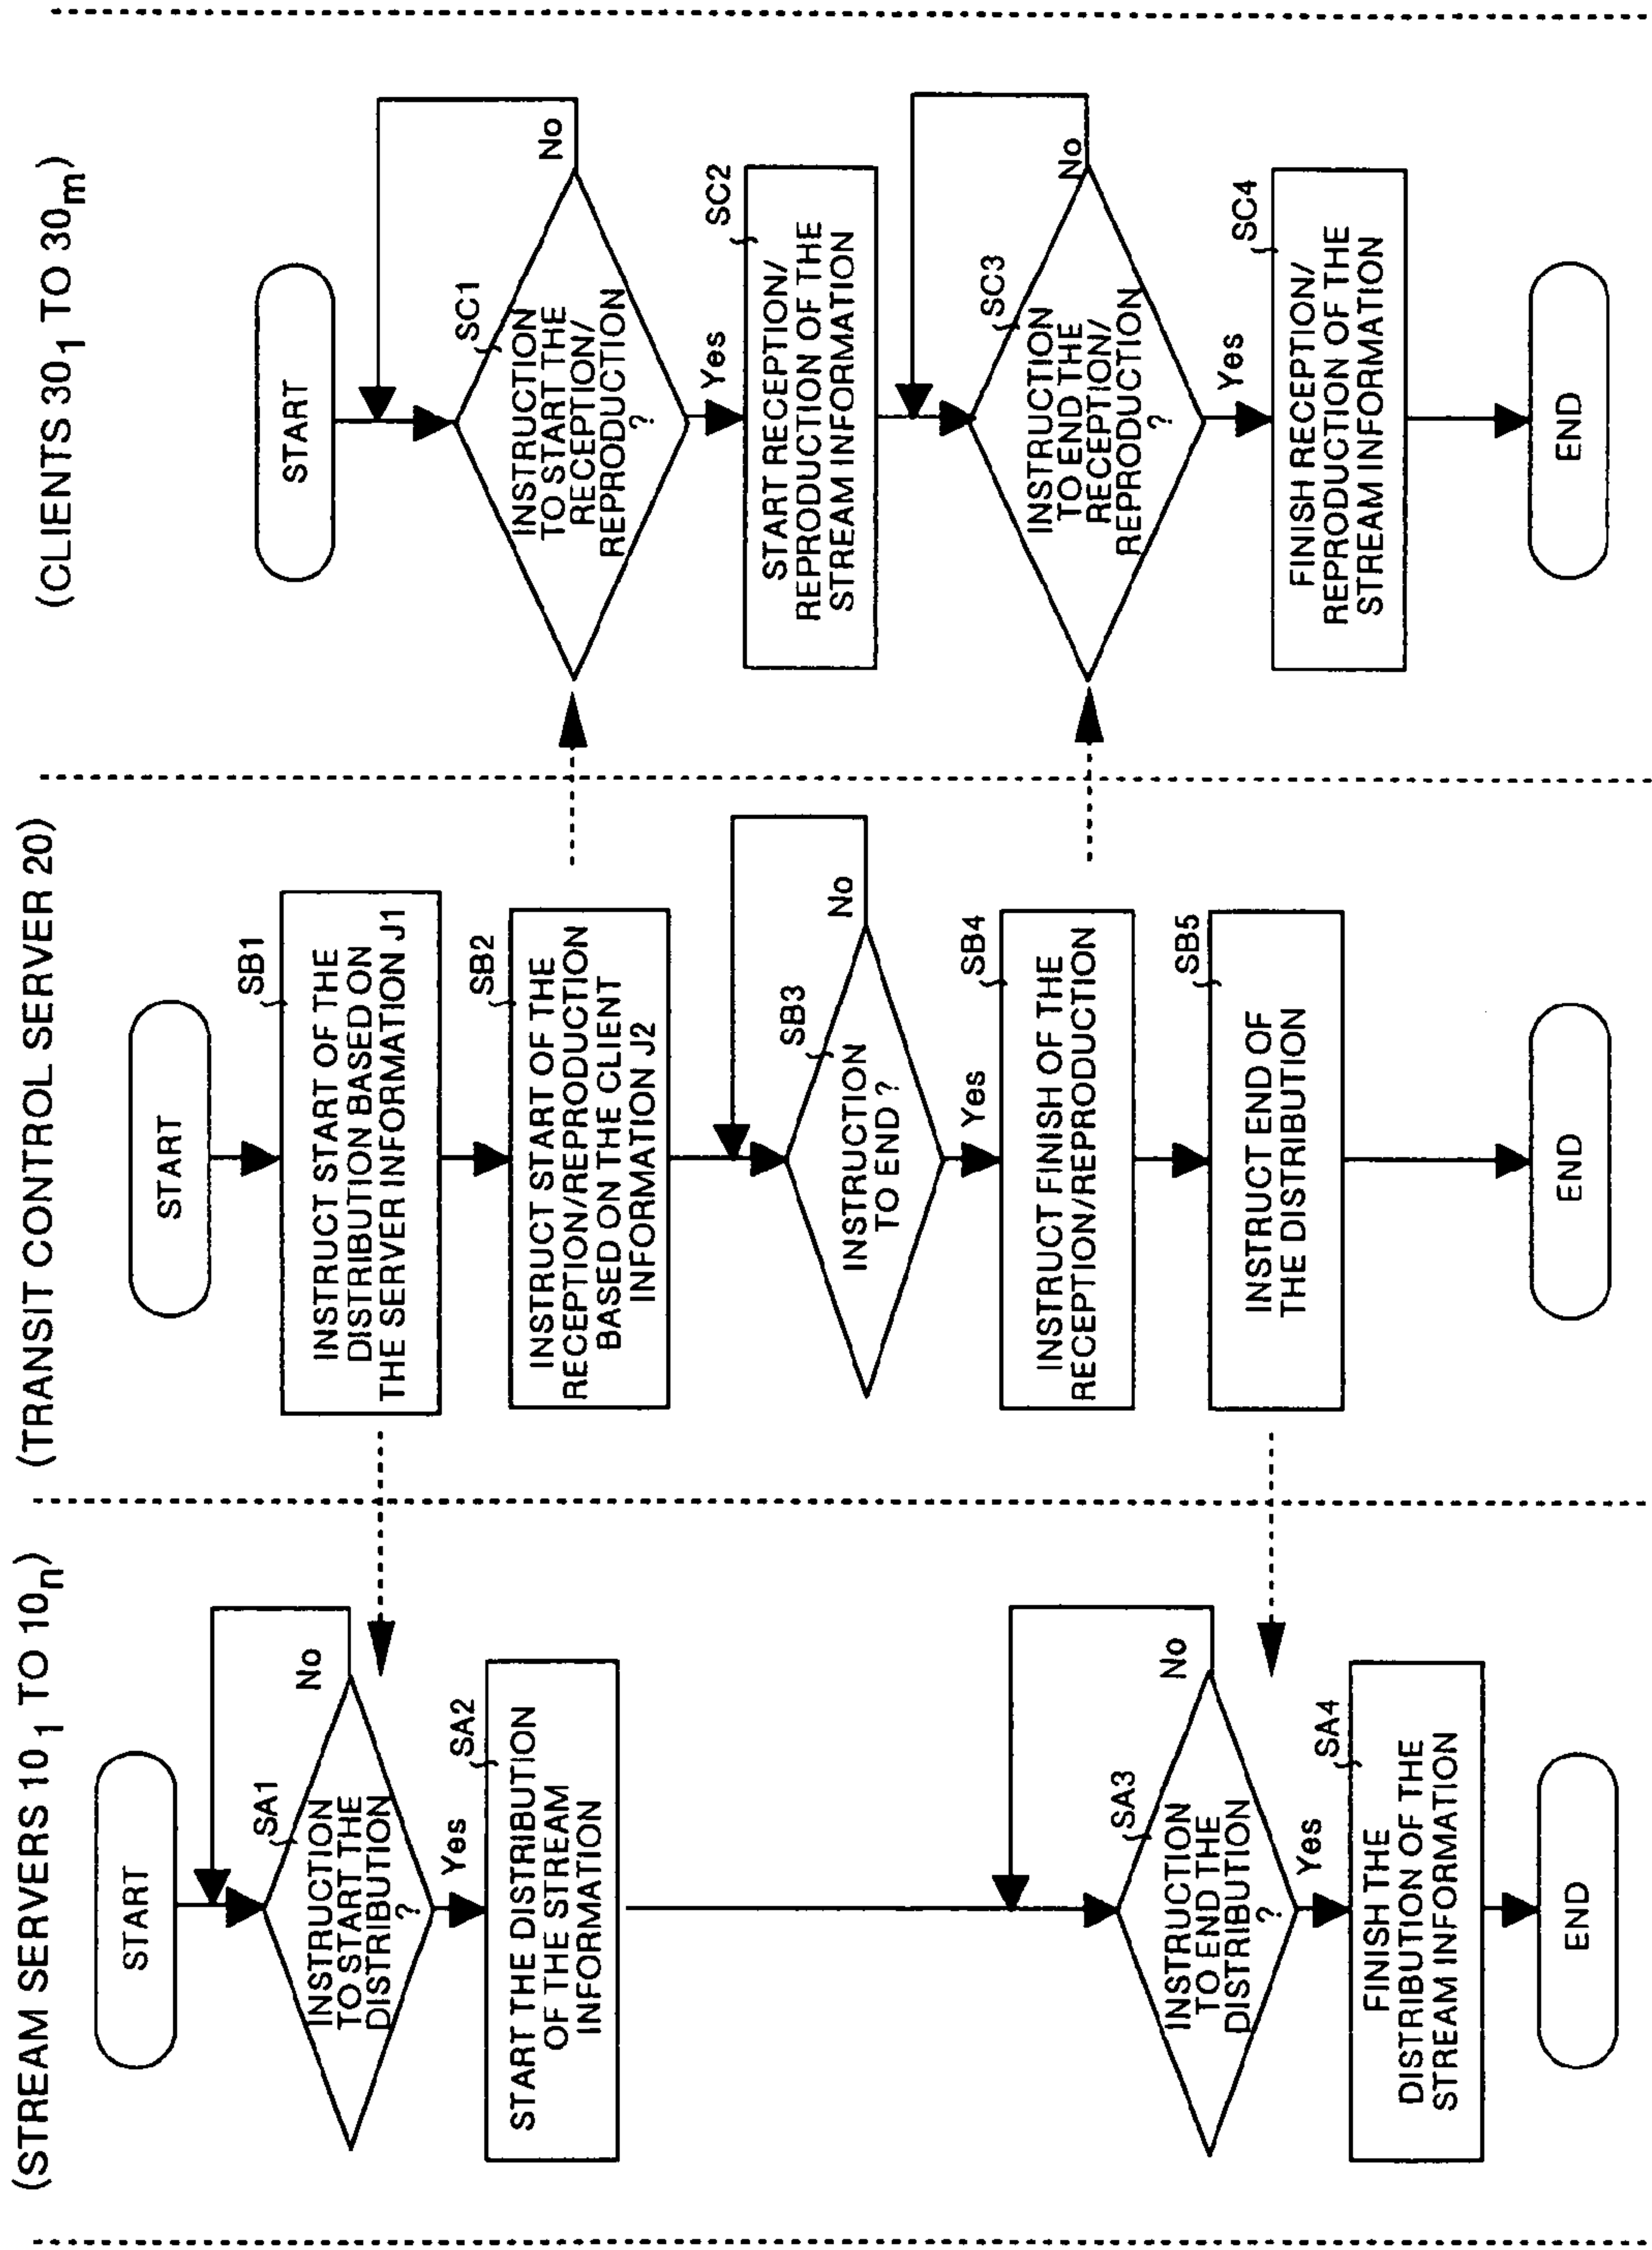 (STREAM SERVERS 10₁ TO 10ₙ)
START
SA1
INSTRUCTION
TO START THE
DISTRIBUTION
?
No
Yes
SA2
START THE DISTRIBUTION
OF THE STREAM
INFORMATION
SA3
INSTRUCTION
TO END THE
DISTRIBUTION
?
No
Yes
SA4
FINISH THE
DISTRIBUTION OF THE
STREAM INFORMATION
END
(TRANSIT CONTROL SERVER 20)
START
SB1
INSTRUCT START OF THE
DISTRIBUTION BASED ON
THE SERVER INFORMATION J1
SB2
INSTRUCT START OF THE
RECEPTION/REPRODUCTION
BASED ON THE CLIENT
INFORMATION J2
SB3
INSTRUCTION
TO END ?
No
Yes
SB4
INSTRUCT FINISH OF THE
RECEPTION/REPRODUCTION
SB5
INSTRUCT END OF
THE DISTRIBUTION
END
(CLIENTS 30₁ TO 30ₘ)
START
SC1
INSTRUCTION
TO START THE
RECEPTION/
REPRODUCTION
?
No
Yes
SC2
START RECEPTION/
REPRODUCTION OF THE
STREAM INFORMATION
SC3
INSTRUCTION
TO END THE
RECEPTION/
REPRODUCTION
?
No
Yes
SC4
FINISH RECEPTION/
REPRODUCTION OF THE
STREAM INFORMATION
END